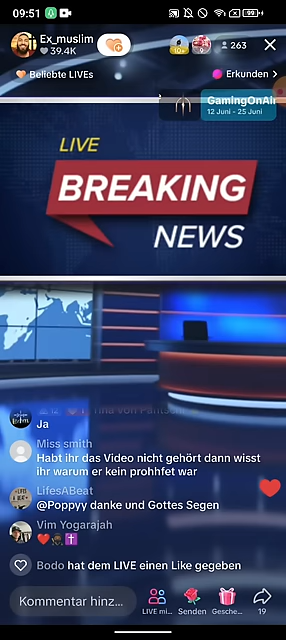 09:51
99
Ex_muslim
39.4K
10+
263
Beliebte LIVEs
Erkunden
GamingOnAir
12 Juni - 25 Juni
LIVE
BREAKING
NEWS
Ja
Miss smith
Habt ihr das Video nicht gehört dann wisst
ihr warum er kein prohhfet war
LifesABeat
@Poppyy danke und Gottes Segen
Vim Yogarajah
Bodo hat dem LIVE einen Like gegeben
Kommentar hinz...
LIVE mi...
Senden
Gesche...
19